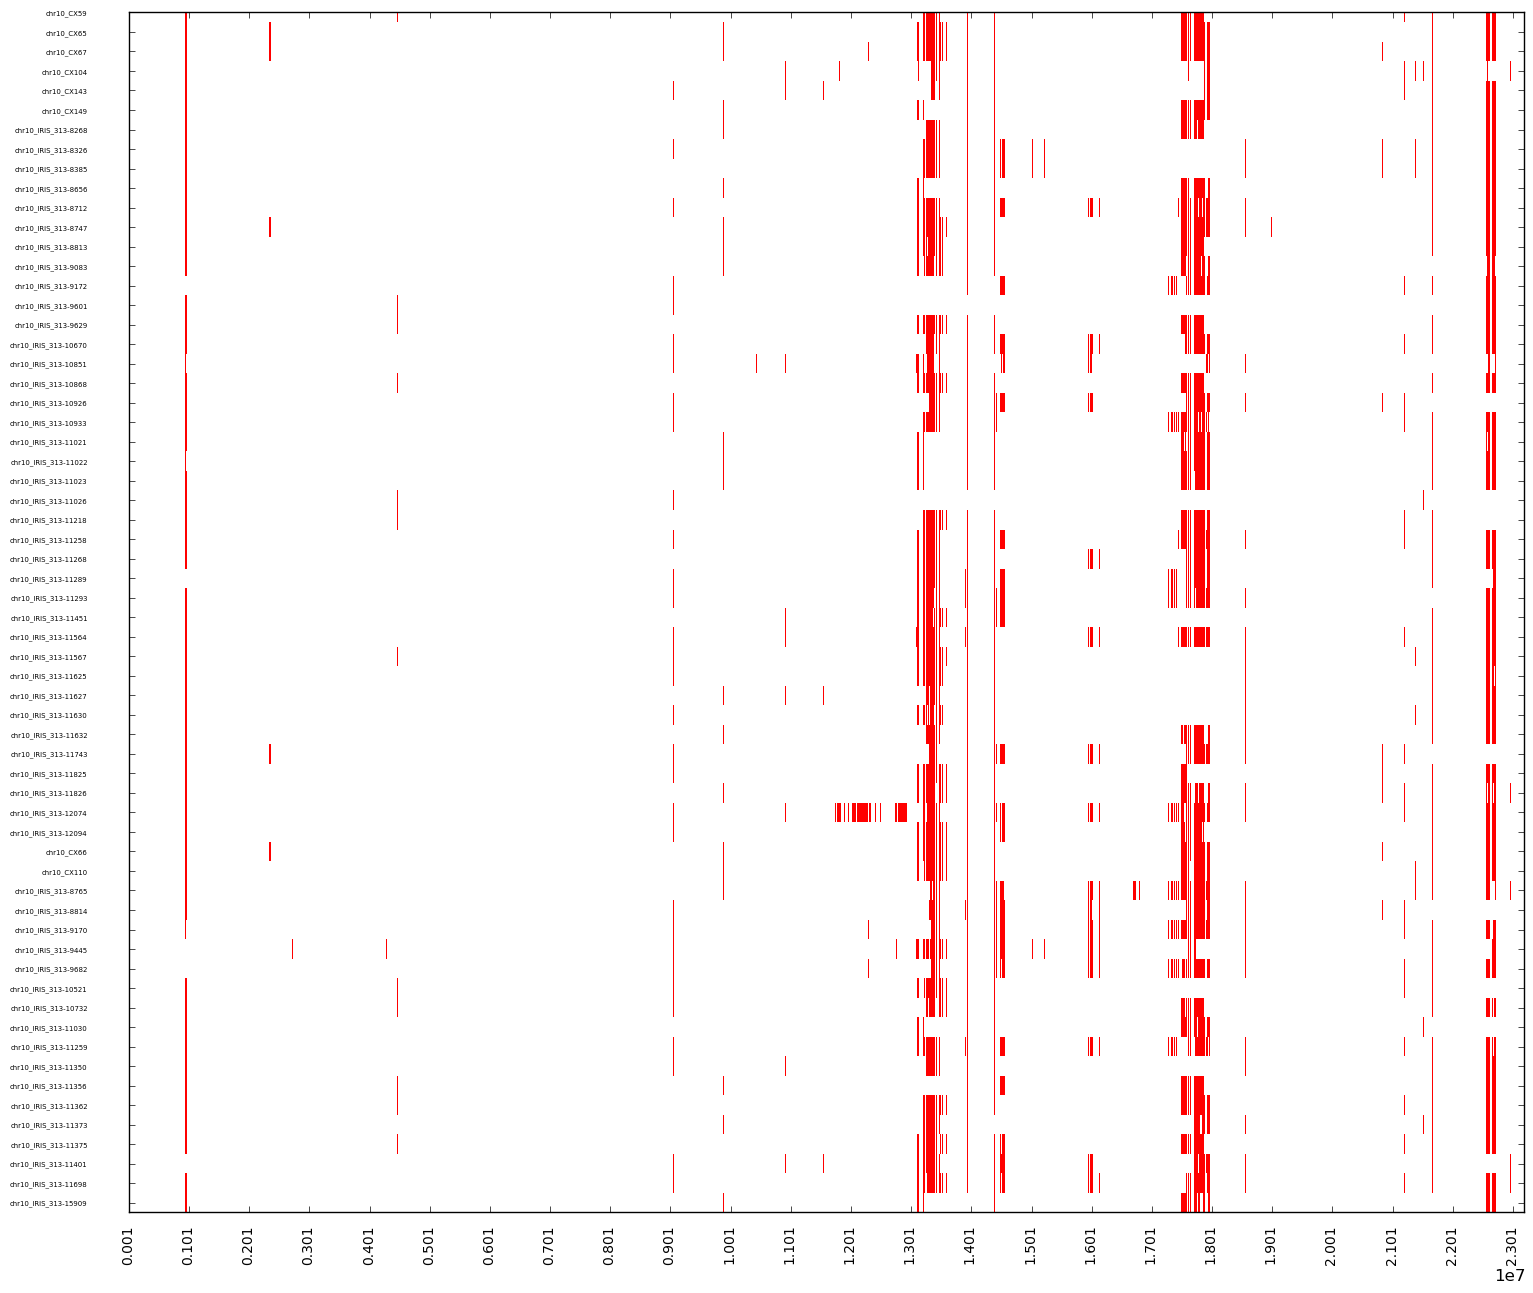 chr10_CX59
chr10_CX65
chr10_CX67
chr10_CX104
chr10_CX143
chr10_CX149
chr10_IRIS_313-8268
chr10_IRIS_313-8326
chr10_IRIS_313-8385
chr10_IRIS_313-8656
chr10_IRIS_313-8712
chr10_IRIS_313-8747
chr10_IRIS_313-8813
chr10_IRIS_313-9083
chr10_IRIS_313-9172
chr10_IRIS_313-9601
chr10_IRIS_313-9629
chr10_IRIS_313-10670
chr10_IRIS_313-10851
chr10_IRIS_313-10868
chr10_IRIS_313-10926
chr10_IRIS_313-10933
chr10_IRIS_313-11021
chr10_IRIS_313-11022
chr10_IRIS_313-11023
chr10_IRIS_313-11026
chr10_IRIS_313-11218
chr10_IRIS_313-11258
chr10_IRIS_313-11268
chr10_IRIS_313-11289
chr10_IRIS_313-11293
chr10_IRIS_313-11451
chr10_IRIS_313-11564
chr10_IRIS_313-11567
chr10_IRIS_313-11625
chr10_IRIS_313-11627
chr10_IRIS_313-11630
chr10_IRIS_313-11632
chr10_IRIS_313-11743
chr10_IRIS_313-11825
chr10_IRIS_313-11826
chr10_IRIS_313-12074
chr10_IRIS_313-12094
chr10_CX66
chr10_CX110
chr10_IRIS_313-8765
chr10_IRIS_313-8814
chr10_IRIS_313-9170
chr10_IRIS_313-9445
chr10_IRIS_313-9682
chr10_IRIS_313-10521
chr10_IRIS_313-10732
chr10_IRIS_313-11030
chr10_IRIS_313-11259
chr10_IRIS_313-11350
chr10_IRIS_313-11356
chr10_IRIS_313-11362
chr10_IRIS_313-11373
chr10_IRIS_313-11375
chr10_IRIS_313-11401
chr10_IRIS_313-11698
chr10_IRIS_313-15909
0.001 0.101 0.201 0.301 0.401 0.501 0.601 0.701 0.801 0.901 1.001 1.101 1.201 1.301 1.401 1.501 1.601 1.701 1.801 1.901 2.001 2.101 2.201 2.301
1e7